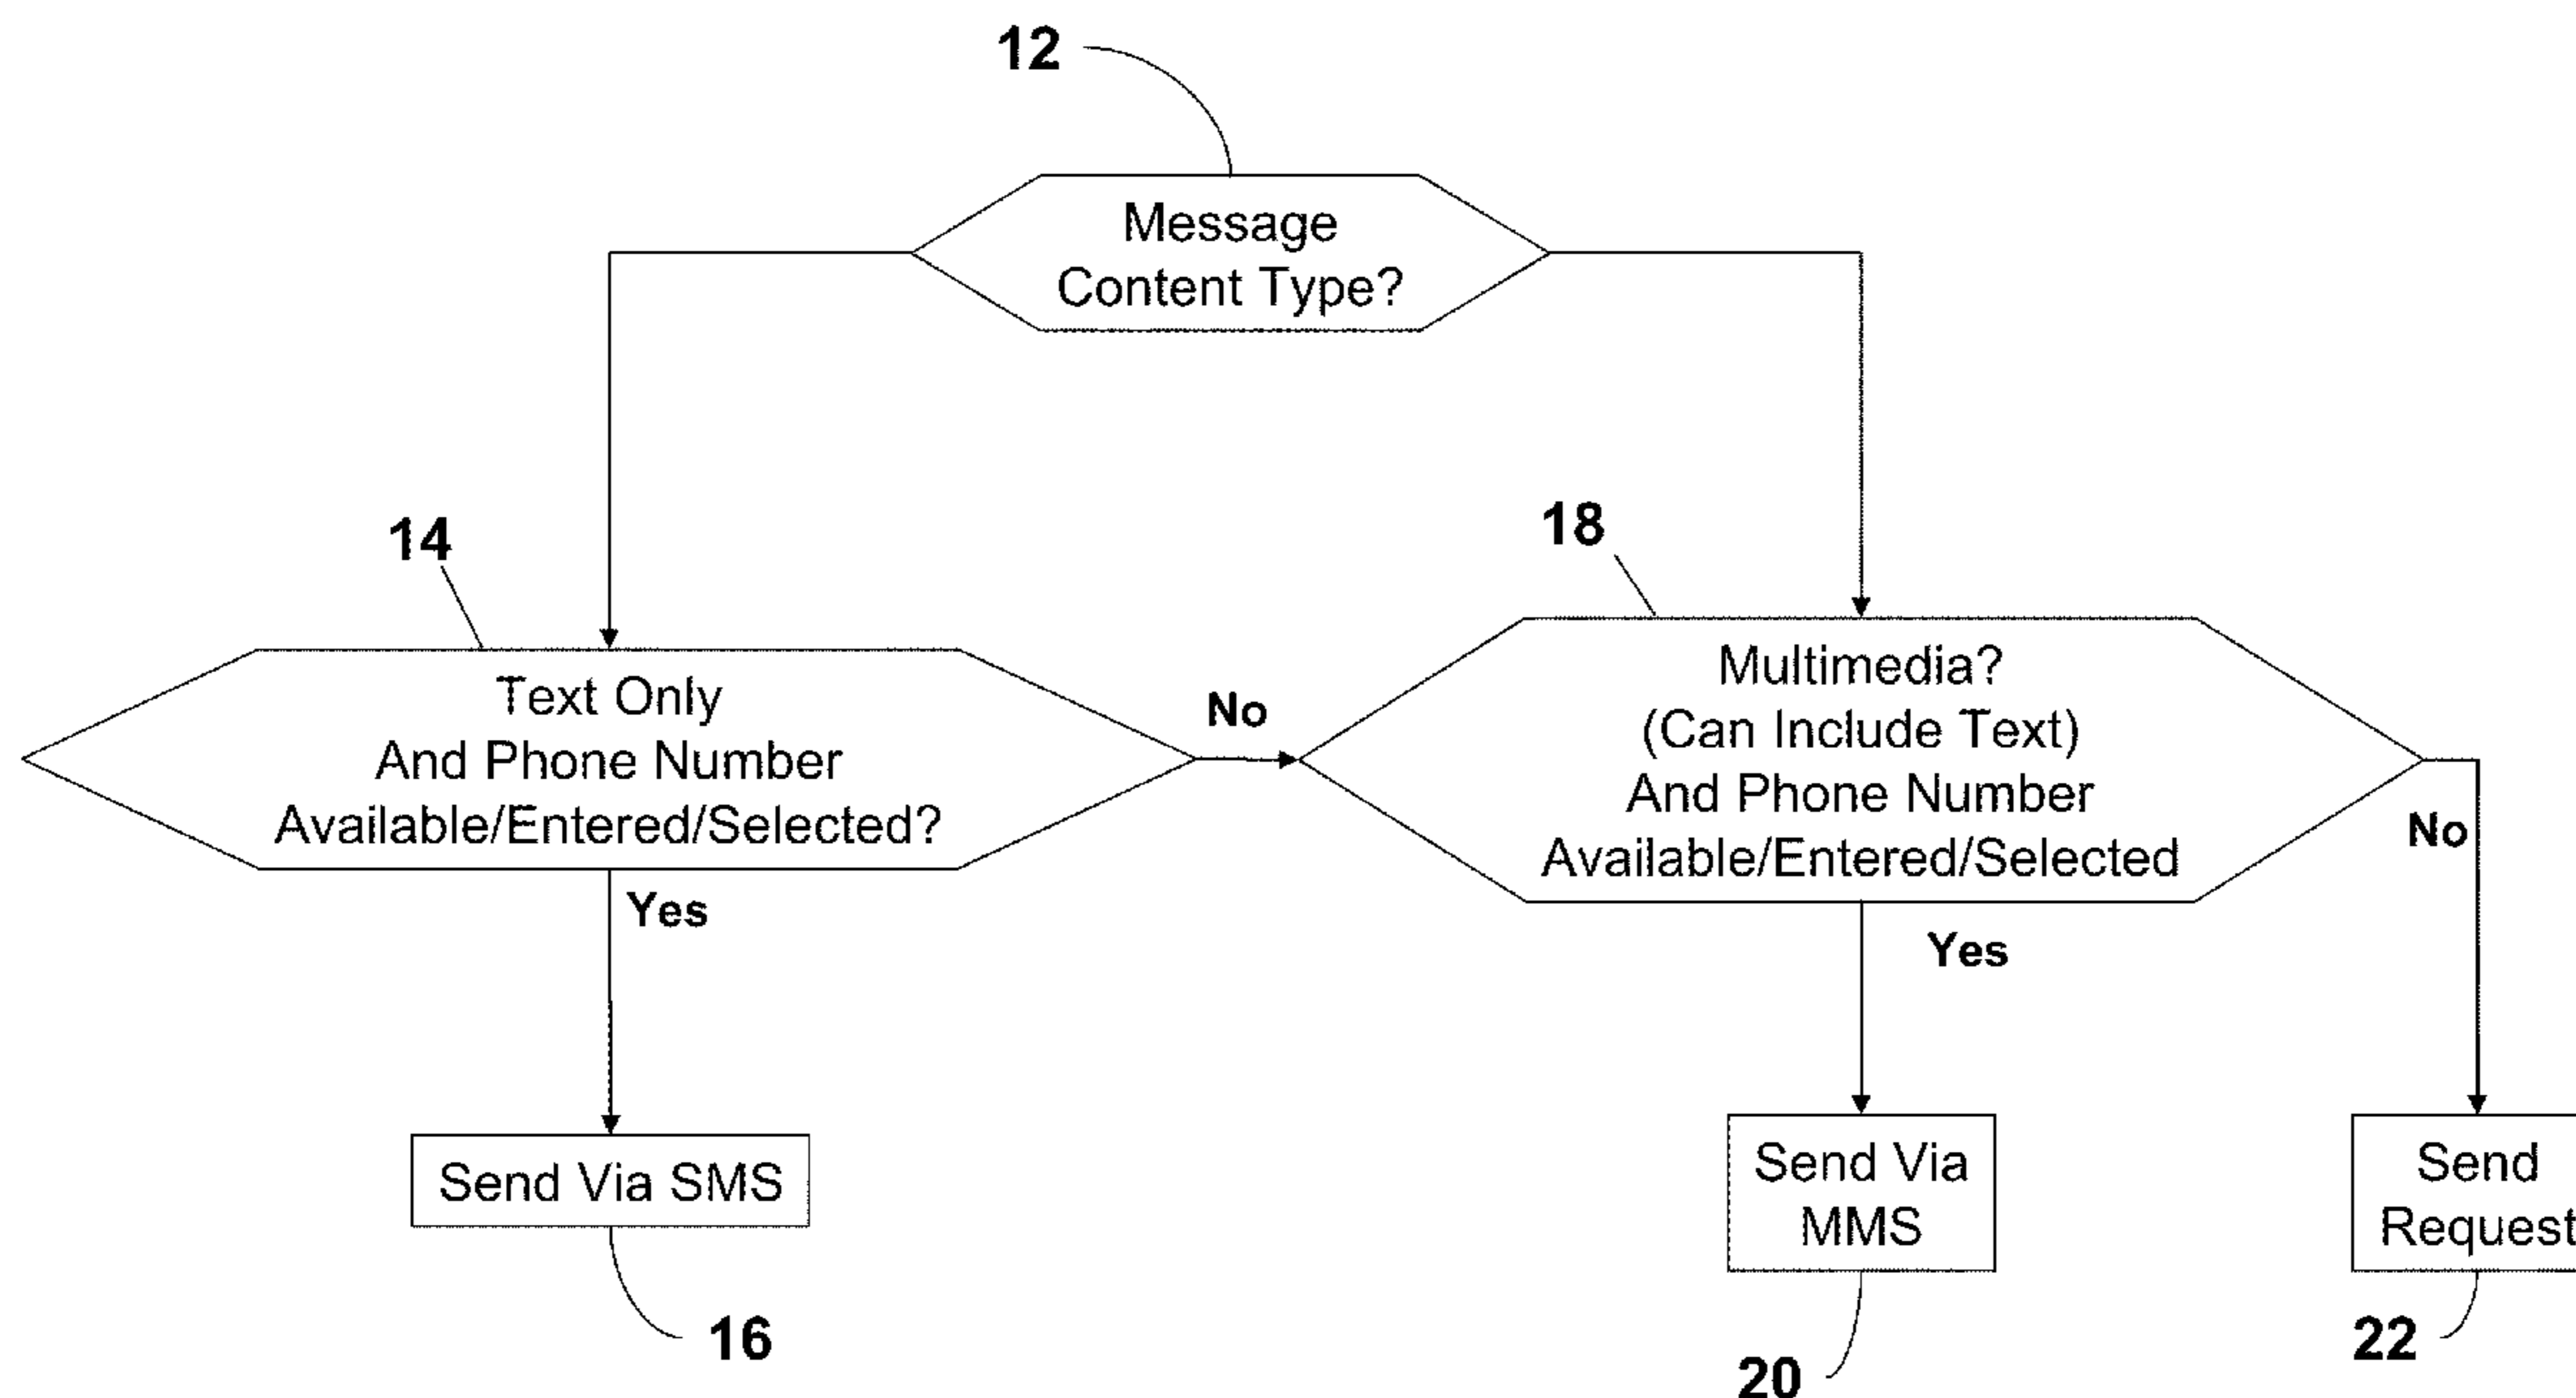 12
Message
Content Type?
14
18
Text Only
And Phone Number
Available/Entered/Selected?
No
Multimedia?
(Can Include Text)
And Phone Number
Available/Entered/Selected
No
Yes
Yes
Send Via SMS
Send Via
MMS
Send
Request
16
20
22